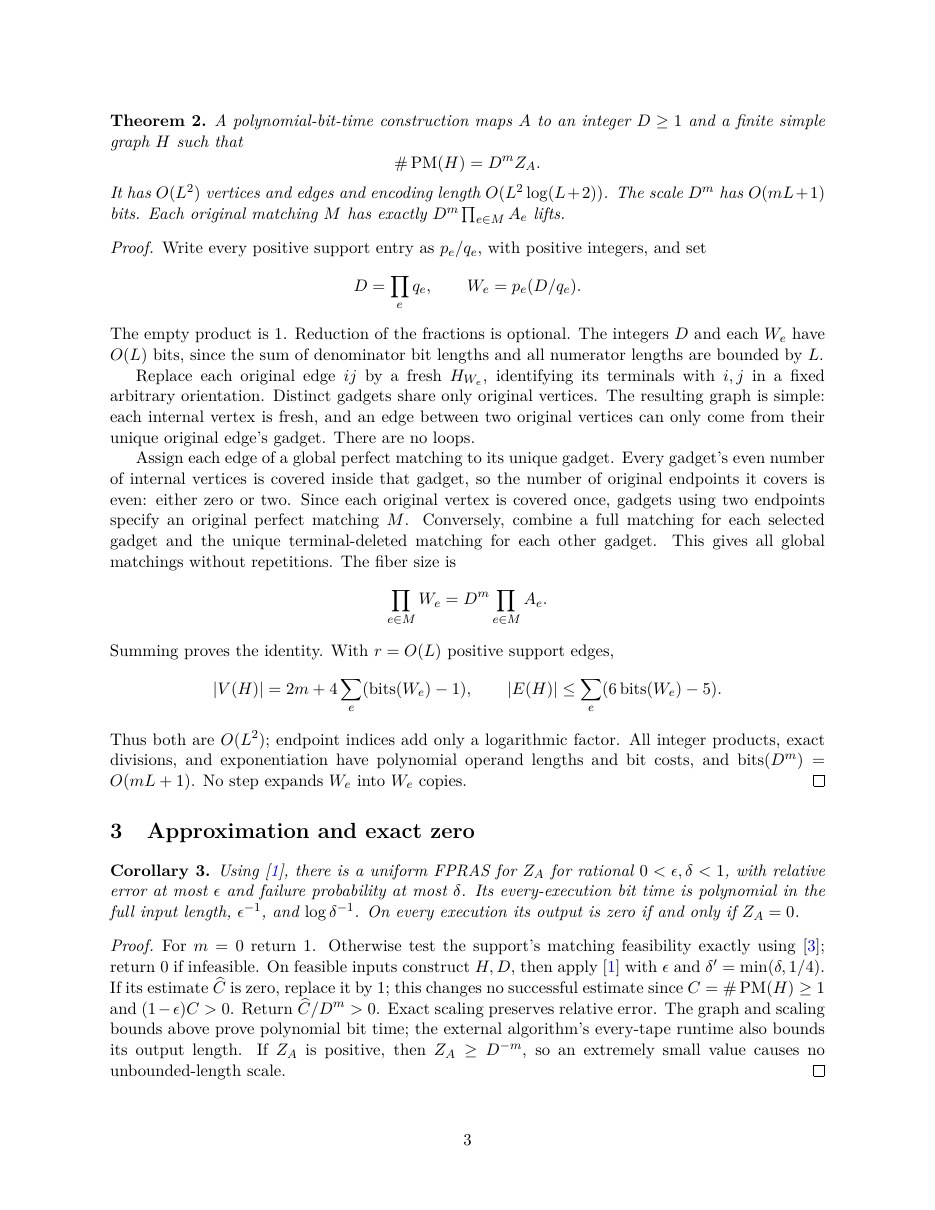 Theorem 2. A polynomial-bit-time construction maps A to an integer D ≥ 1 and a finite simple
graph H such that
# PM(H) = D^m Z_A.
It has O(L^2) vertices and edges and encoding length O(L^2 log(L+2)). The scale D^m has O(mL+1)
bits. Each original matching M has exactly D^m ∏_{e∈M} A_e lifts.
Proof. Write every positive support entry as p_e/q_e, with positive integers, and set
D = ∏_e q_e, W_e = p_e(D/q_e).
The empty product is 1. Reduction of the fractions is optional. The integers D and each W_e have
O(L) bits, since the sum of denominator bit lengths and all numerator lengths are bounded by L.
Replace each original edge ij by a fresh H_{W_e}, identifying its terminals with i, j in a fixed
arbitrary orientation. Distinct gadgets share only original vertices. The resulting graph is simple:
each internal vertex is fresh, and an edge between two original vertices can only come from their
unique original edge's gadget. There are no loops.
Assign each edge of a global perfect matching to its unique gadget. Every gadget's even number
of internal vertices is covered inside that gadget, so the number of original endpoints it covers is
even: either zero or two. Since each original vertex is covered once, gadgets using two endpoints
specify an original perfect matching M. Conversely, combine a full matching for each selected
gadget and the unique terminal-deleted matching for each other gadget. This gives all global
matchings without repetitions. The fiber size is
∏_{e∈M} W_e = D^m ∏_{e∈M} A_e.
Summing proves the identity. With r = O(L) positive support edges,
|V(H)| = 2m + 4 ∑_e (bits(W_e) − 1), |E(H)| ≤ ∑_e (6 bits(W_e) − 5).
Thus both are O(L^2); endpoint indices add only a logarithmic factor. All integer products, exact
divisions, and exponentiation have polynomial operand lengths and bit costs, and bits(D^m) =
O(mL + 1). No step expands W_e into W_e copies. □
3 Approximation and exact zero
Corollary 3. Using [1], there is a uniform FPRAS for Z_A for rational 0 < ϵ, δ < 1, with relative
error at most ϵ and failure probability at most δ. Its every-execution bit time is polynomial in the
full input length, ϵ^{−1}, and log δ^{−1}. On every execution its output is zero if and only if Z_A = 0.
Proof. For m = 0 return 1. Otherwise test the support's matching feasibility exactly using [3];
return 0 if infeasible. On feasible inputs construct H, D, then apply [1] with ϵ and δ′ = min(δ, 1/4).
If its estimate Ĉ is zero, replace it by 1; this changes no successful estimate since C = # PM(H) ≥ 1
and (1−ϵ)C > 0. Return Ĉ/D^m > 0. Exact scaling preserves relative error. The graph and scaling
bounds above prove polynomial bit time; the external algorithm's every-tape runtime also bounds
its output length. If Z_A is positive, then Z_A ≥ D^{−m}, so an extremely small value causes no
unbounded-length scale. □
3